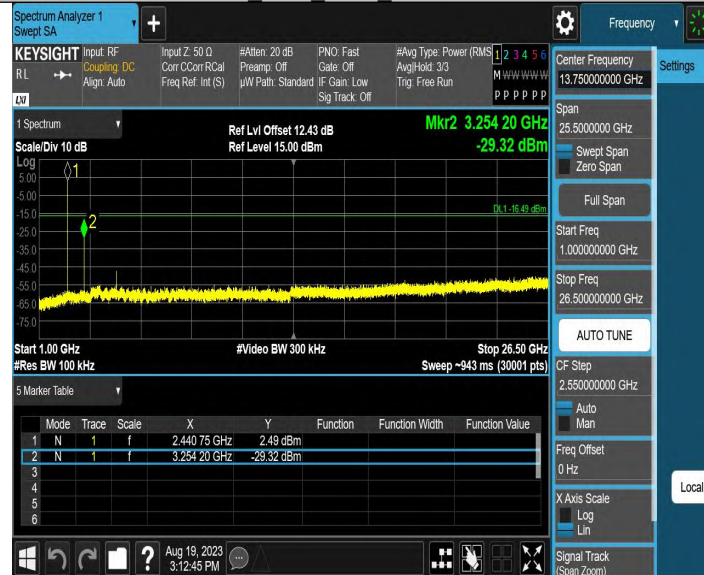 Spectrum Analyzer 1
Swept SA
+
Frequency
KEYSIGHT
RL
LXI
Input: RF
Coupling: DC
Align: Auto
Input Z: 50 Ω
Corr CCorr RCal
Freq Ref: Int (S)
#Atten: 20 dB
Preamp: Off
µW Path: Standard
PNO: Fast
Gate: Off
IF Gain: Low
Sig Track: Off
#Avg Type: Power (RMS
Avg|Hold: 3/3
Trig: Free Run
1 2 3 4 5 6
M W W W W W
P P P P P P
1 Spectrum
Scale/Div 10 dB
Log
Ref Lvl Offset 12.43 dB
Ref Level 15.00 dBm
Mkr2 3.254 20 GHz
-29.32 dBm
5.00
-5.00
-15.0
-25.0
-35.0
-45.0
-55.0
-65.0
-75.0
1
2
DL1 -16.49 dBm
Start 1.00 GHz
#Res BW 100 kHz
#Video BW 300 kHz
Stop 26.50 GHz
Sweep ~943 ms (30001 pts)
5 Marker Table
Mode Trace Scale X Y Function Function Width Function Value
1 N 1 f 2.440 75 GHz 2.49 dBm
2 N 1 f 3.254 20 GHz -29.32 dBm
3
4
5
6
?
Aug 19, 2023
3:12:45 PM
Center Frequency
13.750000000 GHz
Settings
Span
25.5000000 GHz
Swept Span
Zero Span
Full Span
Start Freq
1.000000000 GHz
Stop Freq
26.500000000 GHz
AUTO TUNE
CF Step
2.550000000 GHz
Auto
Man
Freq Offset
0 Hz
Local
X Axis Scale
Log
Lin
Signal Track
(Span Zoom)